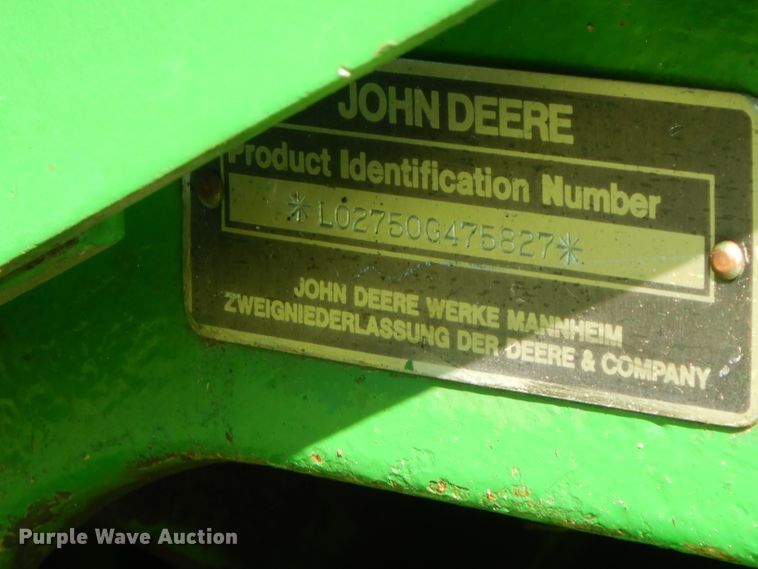 JOHN DEERE
Product Identification Number
*L02750G475827*
JOHN DEERE WERKE MANNHEIM
ZWEIGNIEDERLASSUNG DER DEERE & COMPANY
Purple Wave Auction